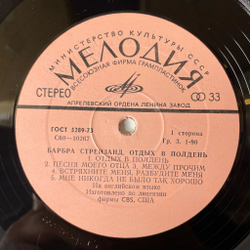 МИНИСТЕРСТВО КУЛЬТУРЫ СССР
МЕЛОДИЯ
ВСЕСОЮЗНАЯ ФИРМА ГРАМПЛАСТИНОК
СТЕРЕО
33
АПРЕЛЕВСКИЙ ОРДЕНА ЛЕНИНА ЗАВОД
ГОСТ 5289-73
1 сторона
С60—10267
Гр. 3. 1-90
БАРБРА СТРЕЙЗАНД. ОТДЫХ В ПОЛДЕНЬ
1. ОТДЫХ В ПОЛДЕНЬ
2. ПЕСНЯ МОЕГО ОТЦА 3. МЕЖДУ ПРОЧИМ
4. ВСТРЯХНИТЕ МЕНЯ, РАЗБУДИТЕ МЕНЯ
5. МНЕ НИКОГДА НЕ БЫЛО ТАК ХОРОШО
На английском языке
Изготовлено по лицензии
фирмы CBS, США